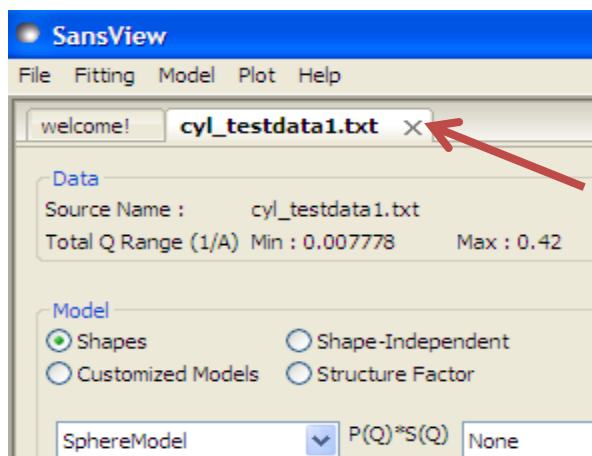 SansView
File Fitting Model Plot Help
welcome! cyl_testdata1.txt
Data
Source Name : cyl_testdata1.txt
Total Q Range (1/A) Min : 0.007778 Max : 0.42
Model
Shapes Shape-Independent
Customized Models Structure Factor
SphereModel P(Q)*S(Q) None